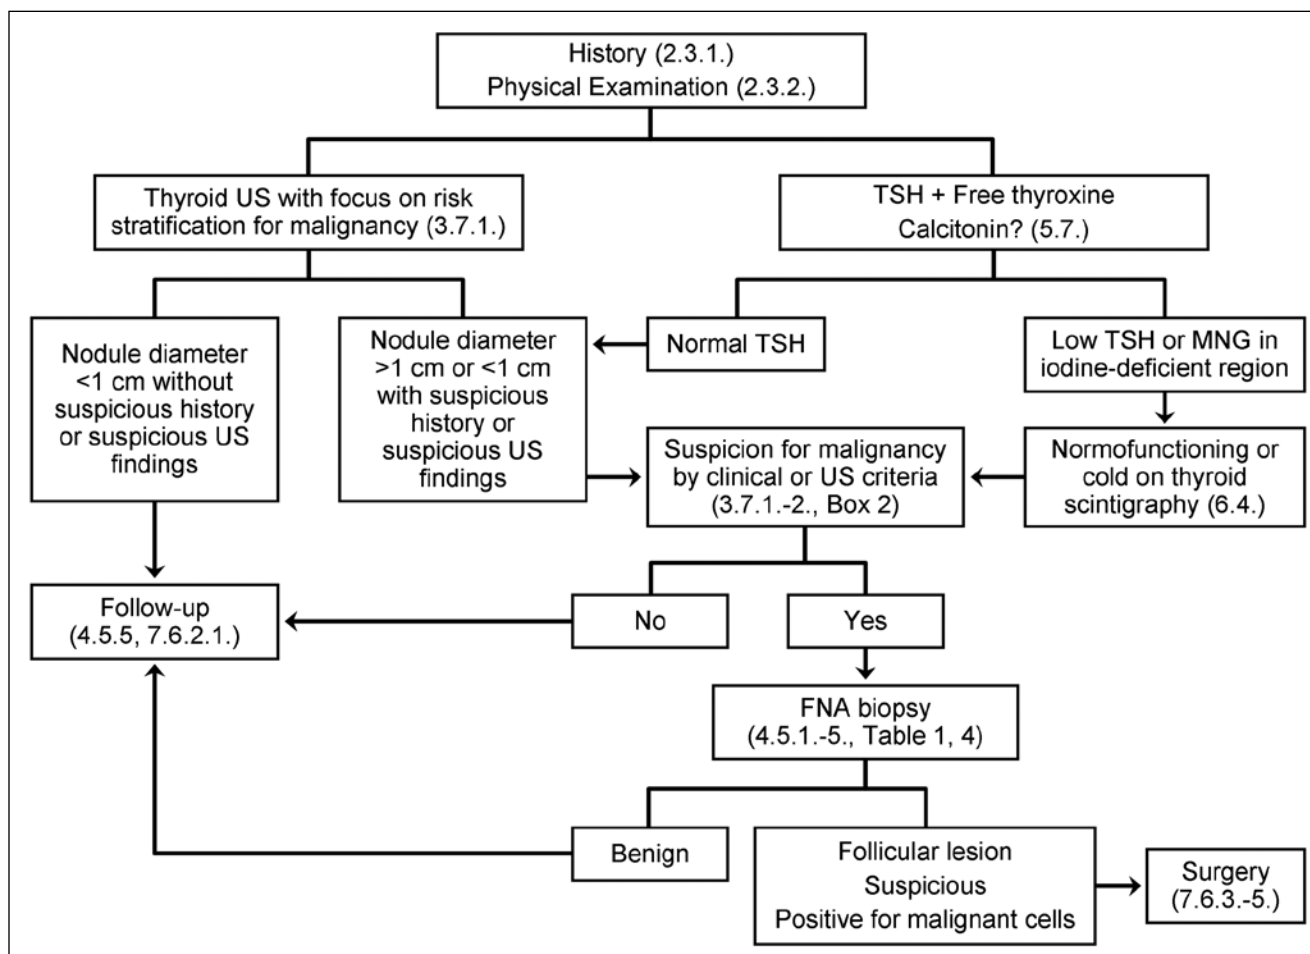 History (2.3.1.)
Physical Examination (2.3.2.)
Thyroid US with focus on risk
stratification for malignancy (3.7.1.)
TSH + Free thyroxine
Calcitonin? (5.7.)
Nodule diameter
<1 cm without
suspicious history
or suspicious US
findings
Nodule diameter
>1 cm or <1 cm
with suspicious
history or
suspicious US
findings
Normal TSH
Low TSH or MNG in
iodine-deficient region
Suspicion for malignancy
by clinical or US criteria
(3.7.1.-2., Box 2)
Normofunctioning or
cold on thyroid
scintigraphy (6.4.)
Follow-up
(4.5.5, 7.6.2.1.)
No
Yes
FNA biopsy
(4.5.1.-5., Table 1, 4)
Benign
Follicular lesion
Suspicious
Positive for malignant cells
Surgery
(7.6.3.-5.)